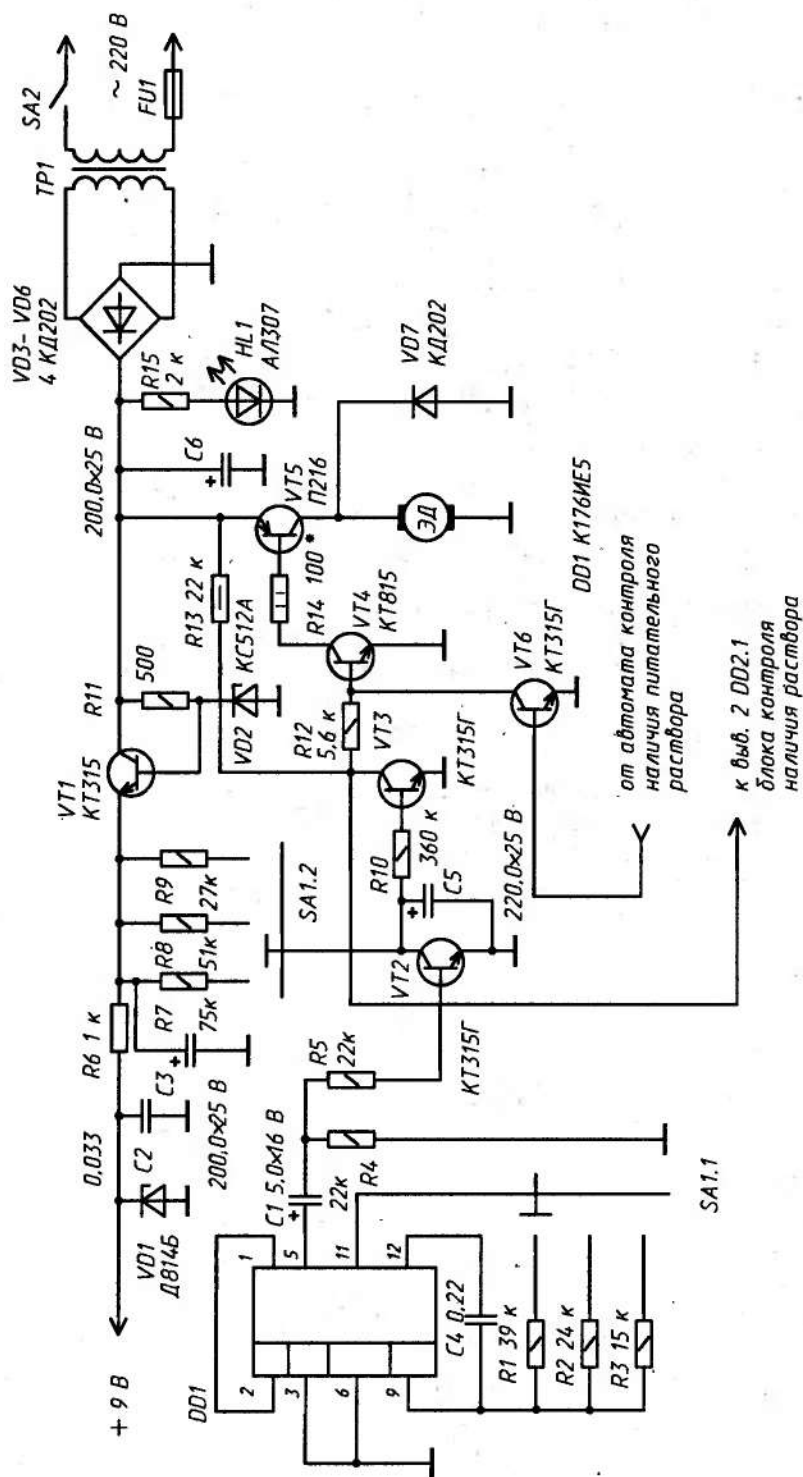 + 9 В
VD1
Д814Б
0,033
C2
C3
200,0×25 В
R6 1 к
R7
75к
R8
51к
R9
27к
VT1
КТ315
R11
500
VD2
КС512А
R13 22 к
200,0×25 В
C6
R15
2 к
HL1
АЛ307
VD3- VD6
4 КД202
ТР1
SA2
~ 220 В
FU1
VT5
П216
*
R14 100
VT4
КТ815
ЭД
VD7
КД202
R12
5,6 к
VT3
КТ315Г
R10
360 к
C5
220,0×25 В
SA1.2
VT2
КТ315Г
VT6
КТ315Г
DD1 К176ИЕ5
от автомата контроля
наличия питательного
раствора
к выв. 2 DD2.1
блока контроля
наличия раствора
C1 5,0×16 В
R5
22к
22к
R4
DD1
2
1
3
5
6
11
9
12
C4 0,22
R1 39 к
R2 24 к
R3 15 к
SA1.1